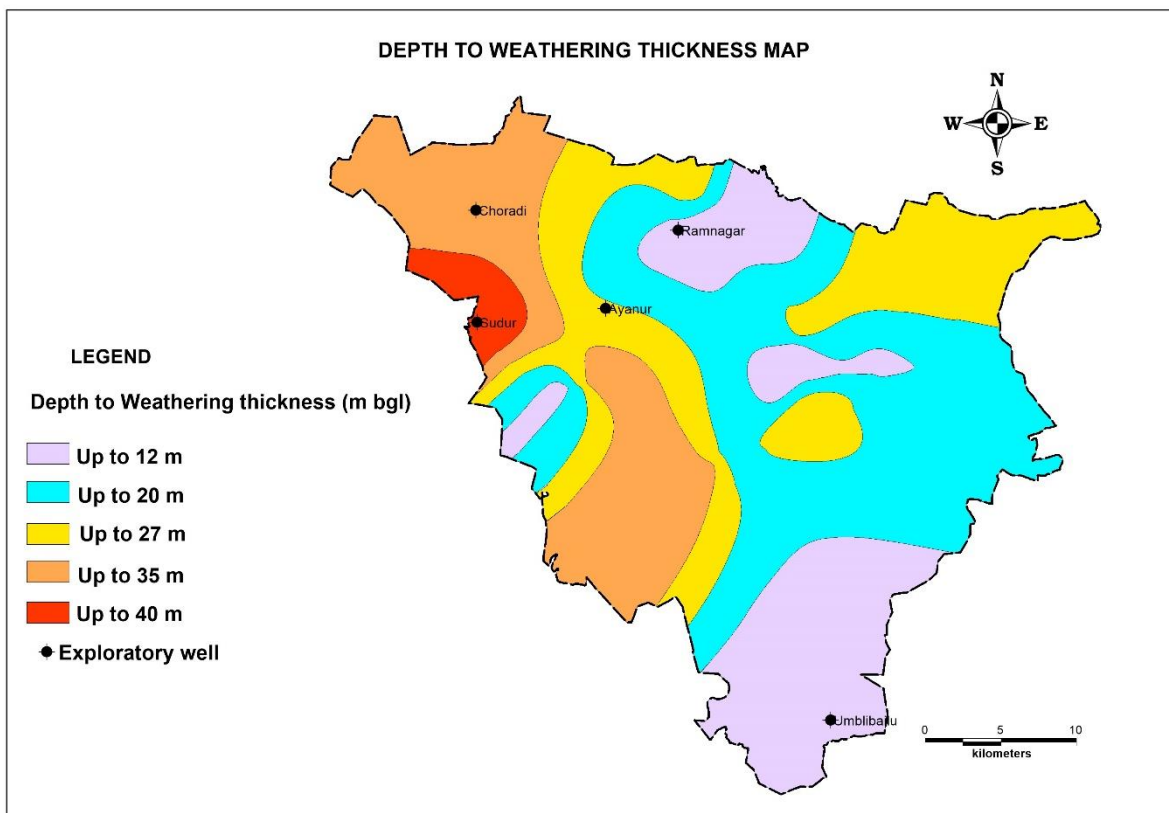 DEPTH TO WEATHERING THICKNESS MAP
N
W E
S
Choradi
Ramnagar
Ayanur
Sudur
LEGEND
Depth to Weathering thickness (m bgl)
Up to 12 m
Up to 20 m
Up to 27 m
Up to 35 m
Up to 40 m
Exploratory well
Umblibailu
0 5 10
kilometers